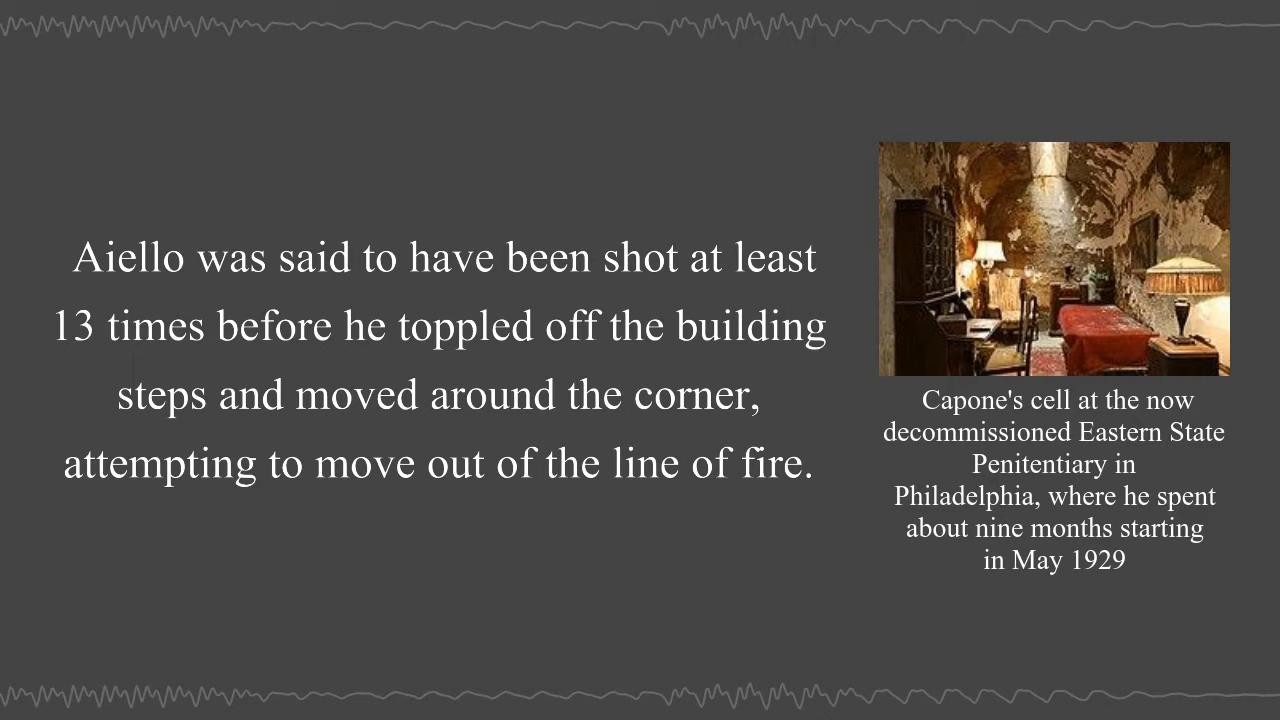 Aiello was said to have been shot at least
13 times before he toppled off the building
steps and moved around the corner,
attempting to move out of the line of fire.
Capone's cell at the now
decommissioned Eastern State
Penitentiary in
Philadelphia, where he spent
about nine months starting
in May 1929